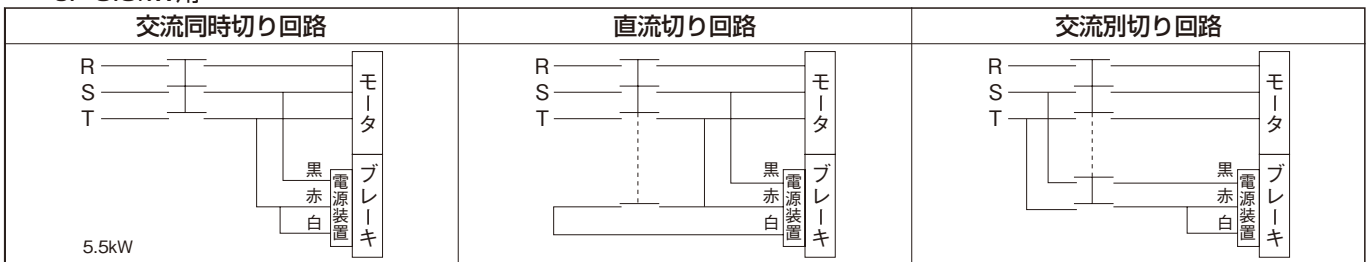 交流同時切り回路
直流切り回路
交流別切り回路
R
S
T
モータ
ブレーキ
電源装置
黒
赤
白
5.5kW
R
S
T
モータ
ブレーキ
電源装置
黒
赤
白
R
S
T
モータ
ブレーキ
電源装置
黒
赤
白